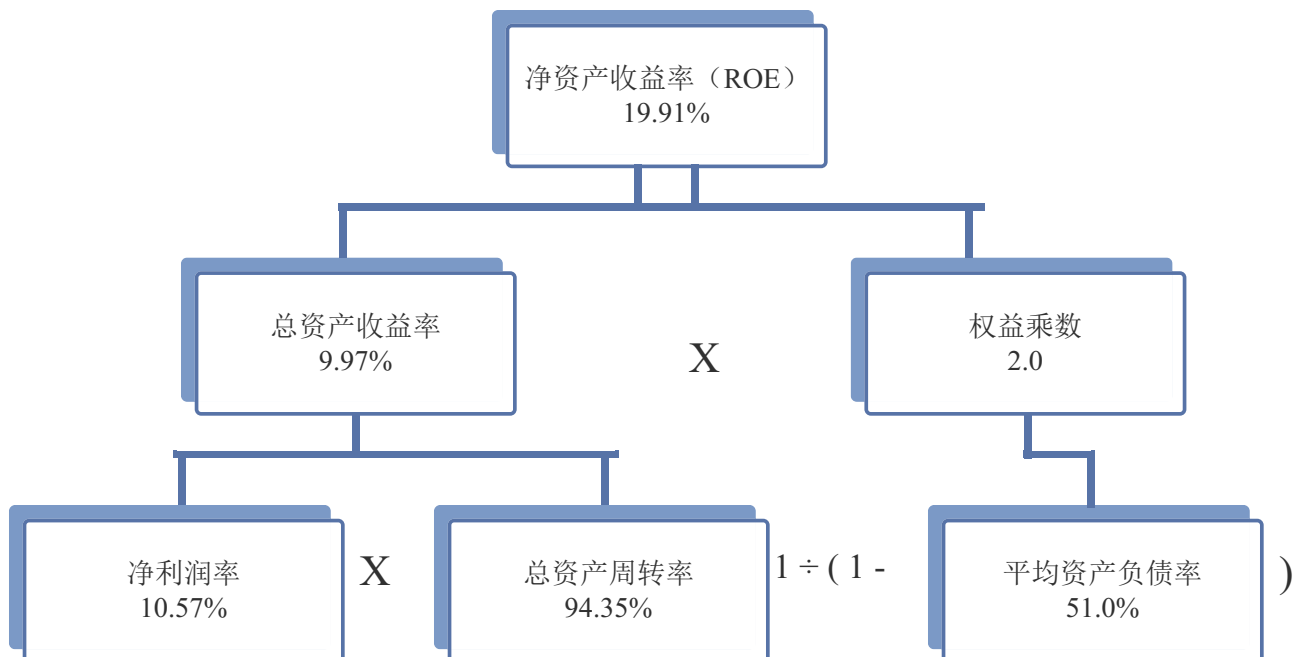 净资产收益率（ROE）
19.91%
总资产收益率
9.97%
X
权益乘数
2.0
净利润率
10.57%
X
总资产周转率
94.35%
1 ÷ ( 1 -
平均资产负债率
51.0%
)